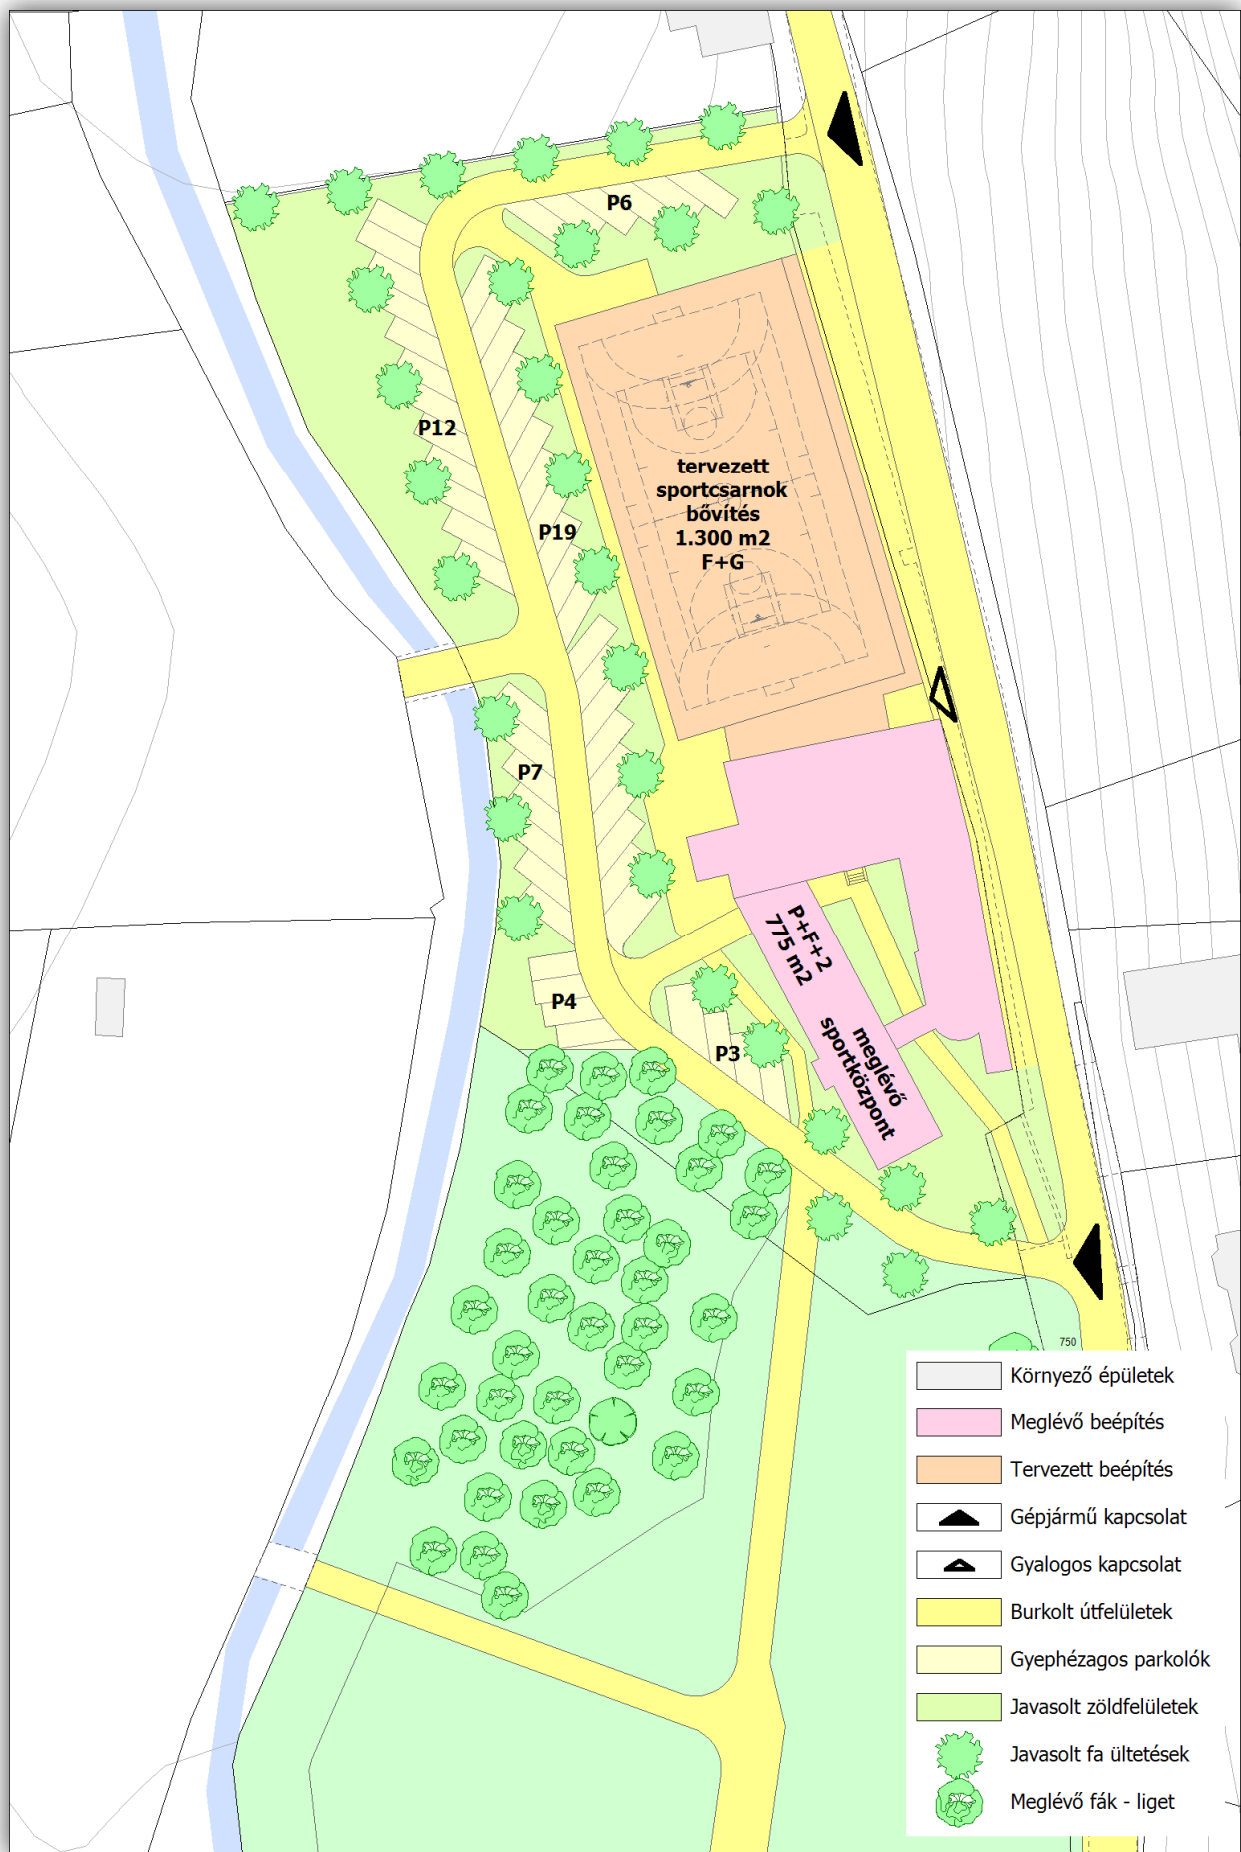 P6
P12
tervezett
sportcsarnok
bővítés
1.300 m2
F+G
P19
P7
P+F+2
775 m2
meglévő
sportközpont
P4
P3
750
Környező épületek
Meglévő beépítés
Tervezett beépítés
Gépjármű kapcsolat
Gyalogos kapcsolat
Burkolt útfelületek
Gyephézagos parkolók
Javasolt zöldfelületek
Javasolt fa ültetések
Meglévő fák - liget